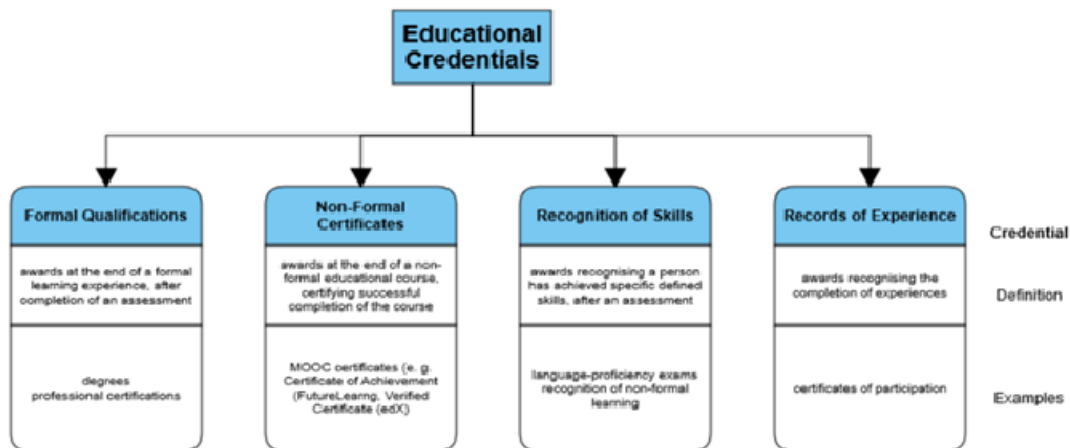 Educational
Credentials
Formal Qualifications
Non-Formal
Certificates
Recognition of Skills
Records of Experience
Credential
awards at the end of a formal
learning experience, after
completion of an assessment
awards at the end of a non-
formal educational course,
certifying successful
completion of the course
awards recognising a person
has achieved specific defined
skills, after an assessment
awards recognising the
completion of experiences
Definition
degrees
professional certifications
MOOC certificates (e. g.
Certificate of Achievement
(FutureLearng, Verified
Certificate (edX)
language-proficiency exams
recognition of non-formal
learning
certificates of participation
Examples